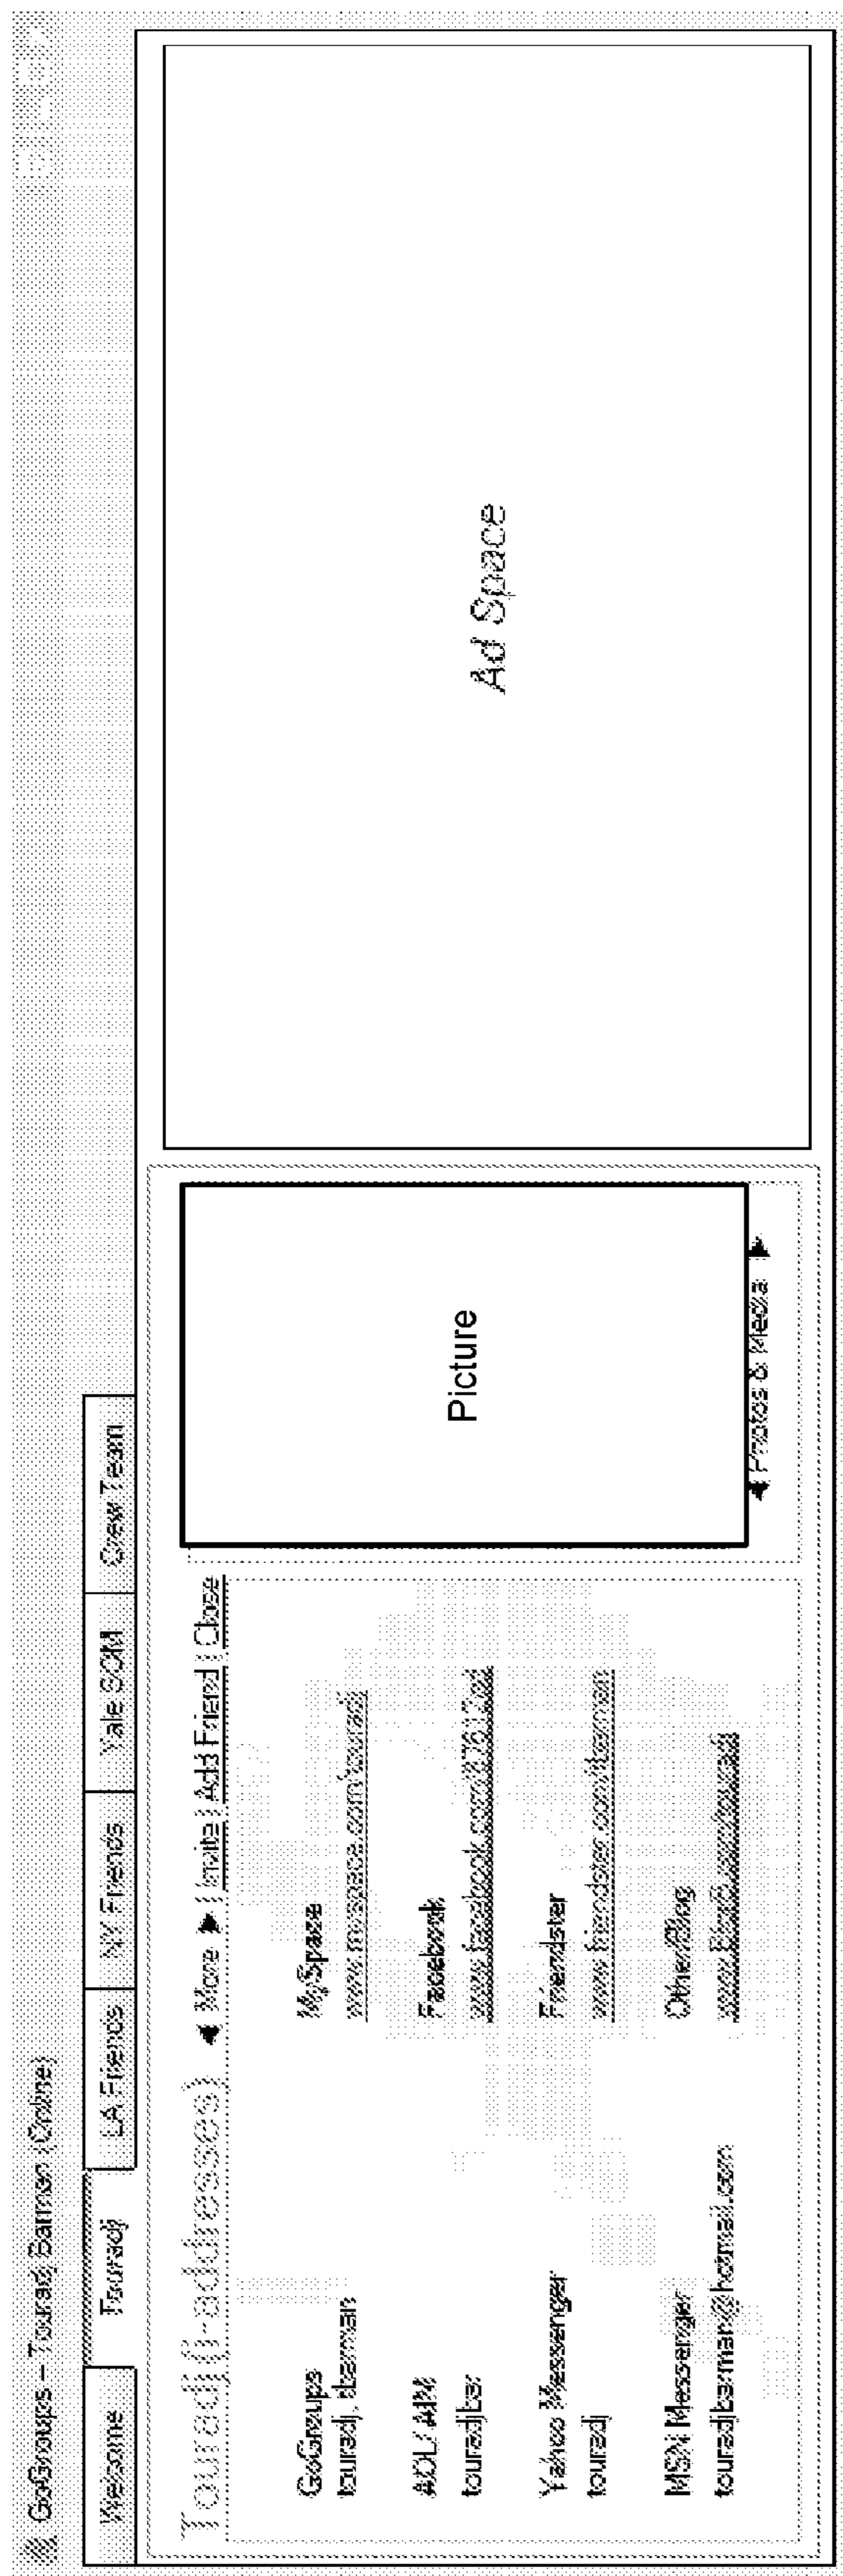 GoGroups – Touradj Barman (Online)
Welcome
Touradj
LA Friends
NY Friends
Yale SOM
Crew Team
Touradj (i-addresses)
◄ More ► | Invite | Add Friend | Close
GoGroups
touradj, tbarman
MySpace
www.myspace.com/touradj
AOL/ AIM
touradjbar
Facebook
Yahoo Messenger
touradj
Friendster
www.friendster.com/tbarman
MSN Messenger
touradjbarman@hotmail.com
Other/Blog
Picture
◄ Photos & Media ►
Ad Space